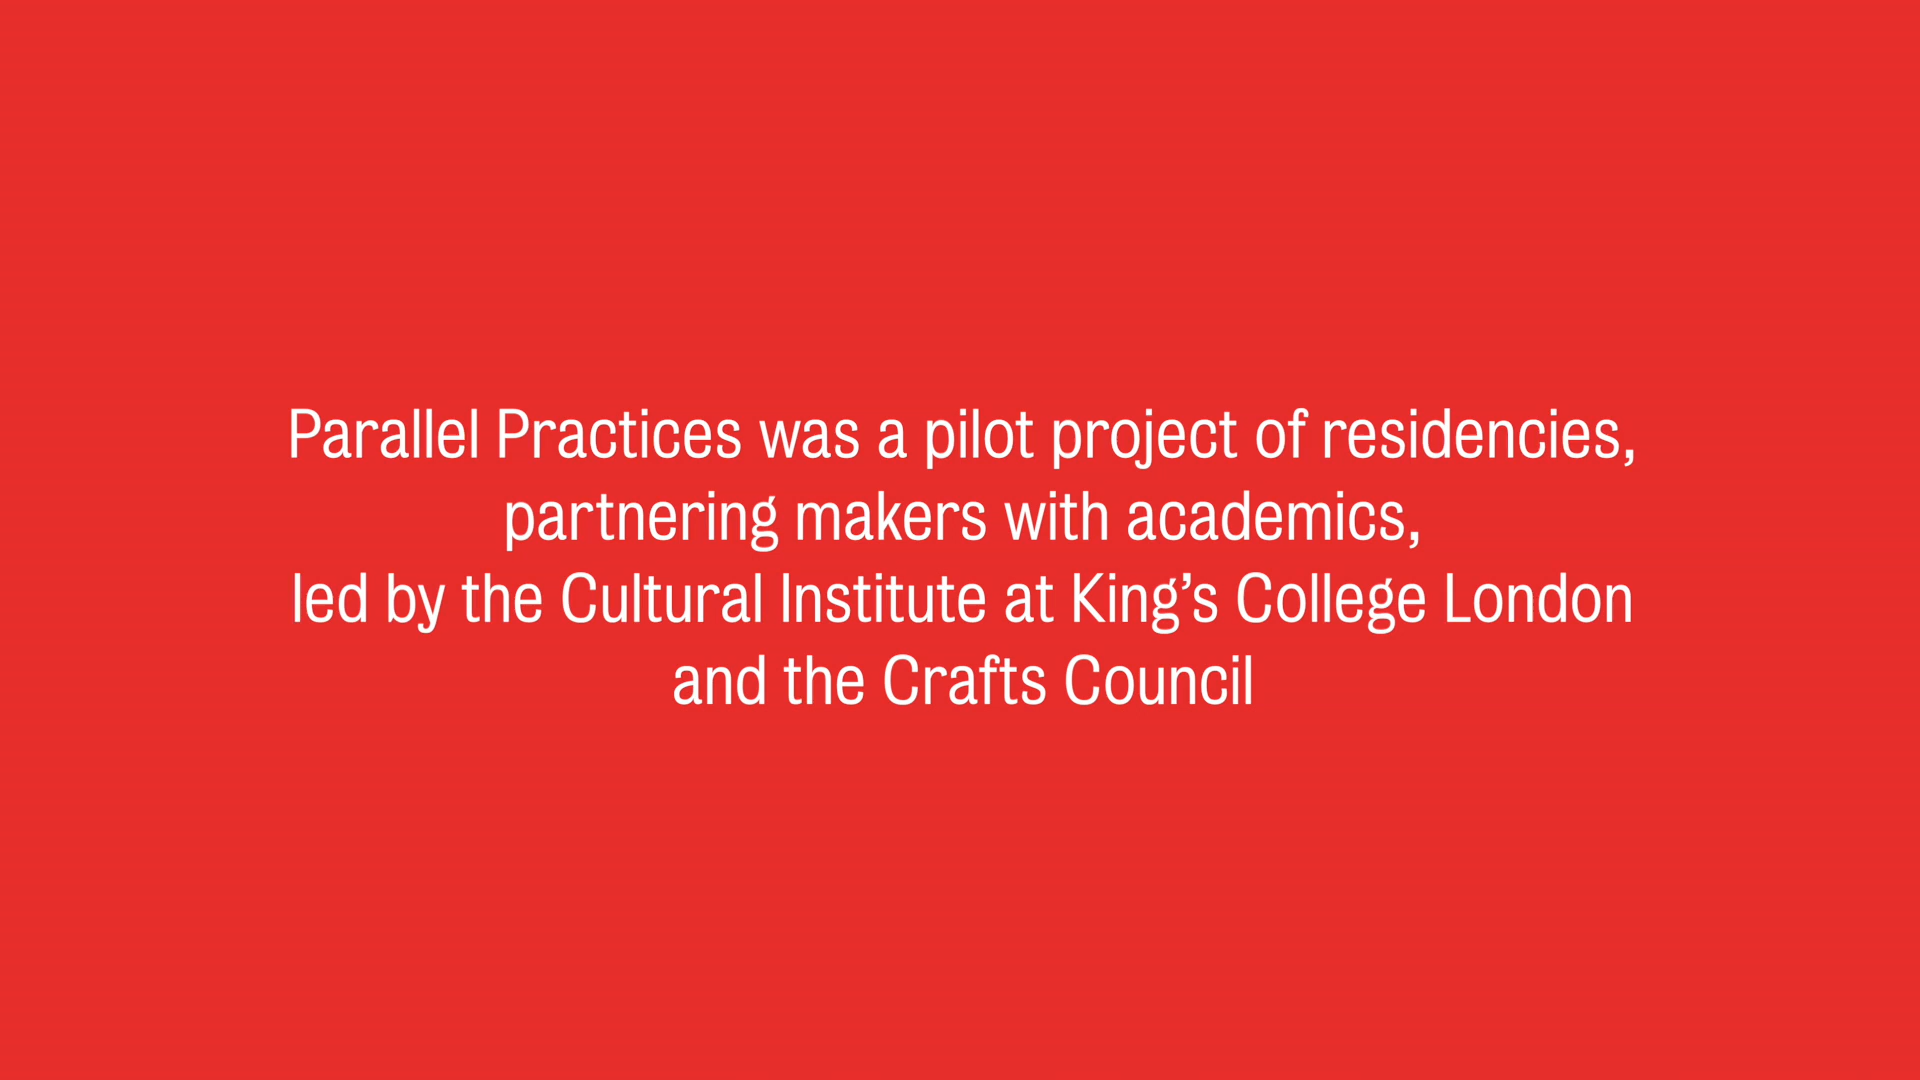 Parallel Practices was a pilot project of residencies,
partnering makers with academics,
led by the Cultural Institute at King’s College London
and the Crafts Council